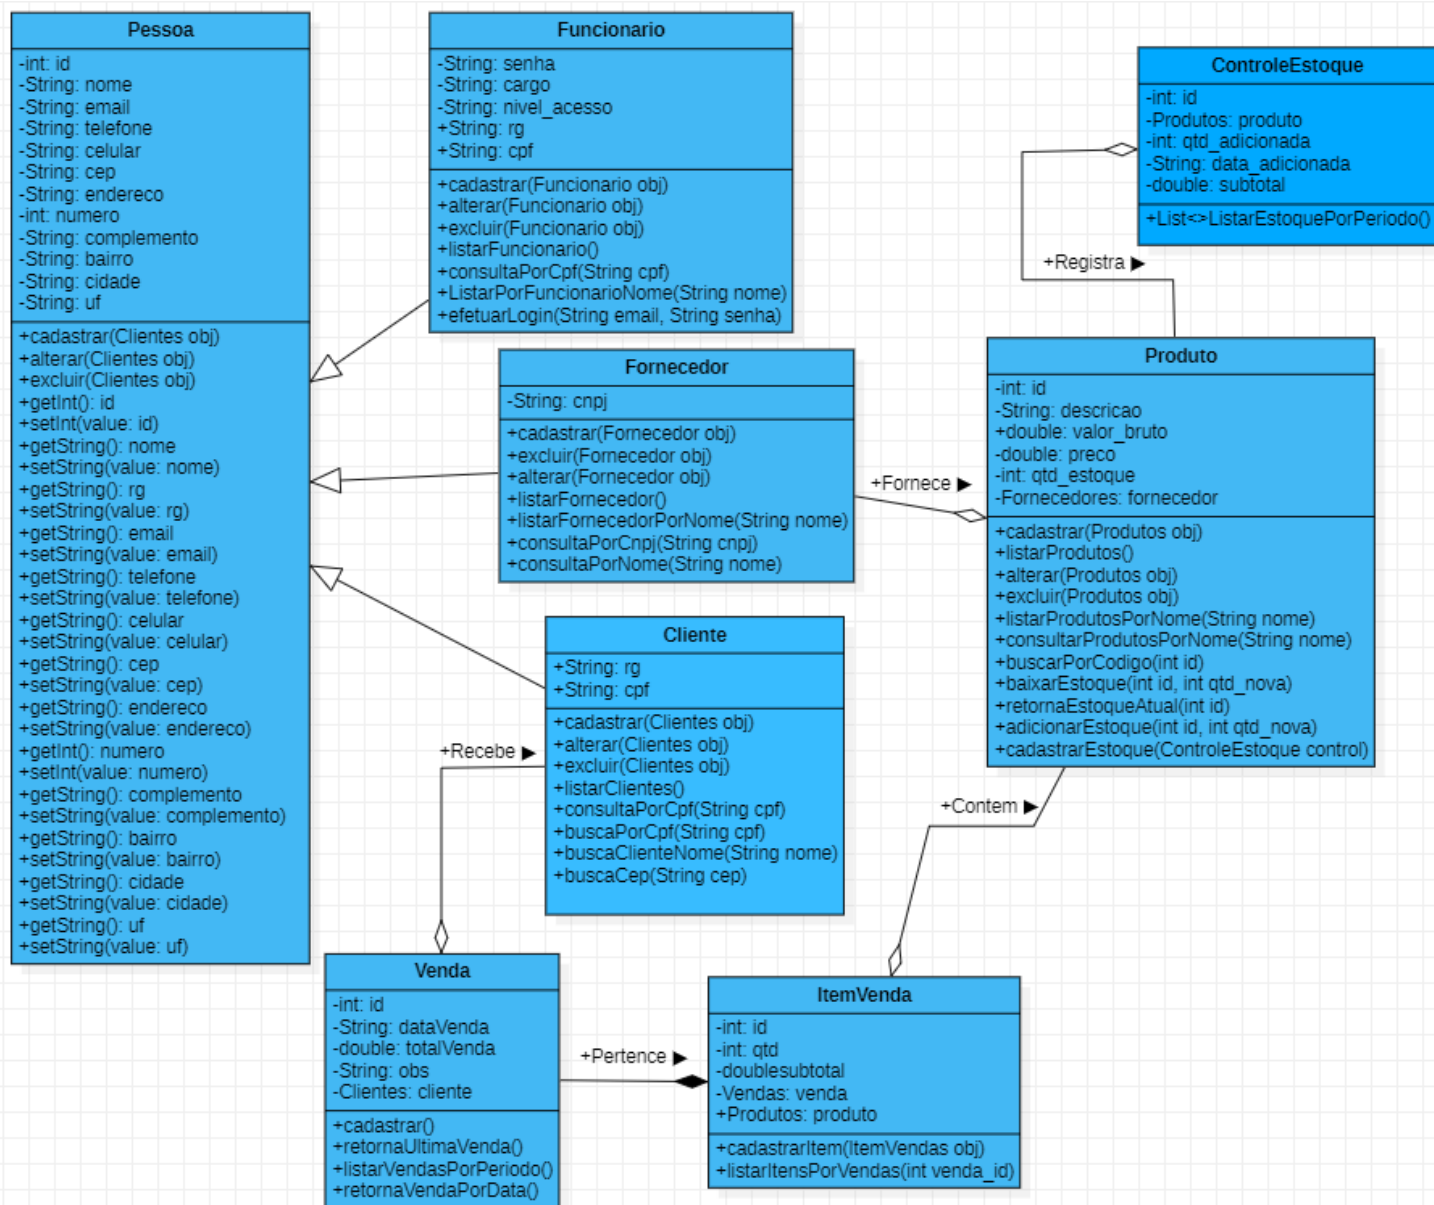 Pessoa
-int: id
-String: nome
-String: email
-String: telefone
-String: celular
-String: cep
-String: endereco
-int: numero
-String: complemento
-String: bairro
-String: cidade
-String: uf
+cadastrar(Clientes obj)
+alterar(Clientes obj)
+excluir(Clientes obj)
+getInt(): id
+setInt(value: id)
+getString(): nome
+setString(value: nome)
+getString(): rg
+setString(value: rg)
+getString(): email
+setString(value: email)
+getString(): telefone
+setString(value: telefone)
+getString(): celular
+setString(value: celular)
+getString(): cep
+setString(value: cep)
+getString(): endereco
+setString(value: endereco)
+getInt(): numero
+setInt(value: numero)
+getString(): complemento
+setString(value: complemento)
+getString(): bairro
+setString(value: bairro)
+getString(): cidade
+setString(value: cidade)
+getString(): uf
+setString(value: uf)
Funcionario
-String: senha
-String: cargo
-String: nivel_acesso
+String: rg
+String: cpf
+cadastrar(Funcionario obj)
+alterar(Funcionario obj)
+excluir(Funcionario obj)
+listarFuncionario()
+consultaPorCpf(String cpf)
+ListarPorFuncionarioNome(String nome)
+efetuarLogin(String email, String senha)
ControleEstoque
-int: id
-Produtos: produto
-int: qtd_adicionada
-String: data_adicionada
-double: subtotal
+List<>ListarEstoquePorPeriodo()
+Registra ▶
Fornecedor
-String: cnpj
+cadastrar(Fornecedor obj)
+excluir(Fornecedor obj)
+alterar(Fornecedor obj)
+listarFornecedor()
+listarFornecedorPorNome(String nome)
+consultaPorCnpj(String cnpj)
+consultaPorNome(String nome)
+Fornece ▶
Produto
-int: id
-String: descricao
+double: valor_bruto
-double: preco
-int: qtd_estoque
-Fornecedores: fornecedor
+cadastrar(Produtos obj)
+listarProdutos()
+alterar(Produtos obj)
+excluir(Produtos obj)
+listarProdutosPorNome(String nome)
+consultarProdutosPorNome(String nome)
+buscarPorCodigo(int id)
+baixarEstoque(int id, int qtd_nova)
+retornaEstoqueAtual(int id)
+adicionarEstoque(int id, int qtd_nova)
+cadastrarEstoque(ControleEstoque control)
Cliente
+String: rg
+String: cpf
+cadastrar(Clientes obj)
+alterar(Clientes obj)
+excluir(Clientes obj)
+listarClientes()
+consultaPorCpf(String cpf)
+buscaPorCpf(String cpf)
+buscaClienteNome(String nome)
+buscaCep(String cep)
+Recebe ▶
+Contem ▶
Venda
-int: id
-String: dataVenda
-double: totalVenda
-String: obs
-Clientes: cliente
+cadastrar()
+retornaUltimaVenda()
+listarVendasPorPeriodo()
+retornaVendaPorData()
+Pertence ▶
ItemVenda
-int: id
-int: qtd
-doublesubtotal
-Vendas: venda
+Produtos: produto
+cadastrarItem(ItemVendas obj)
+listarItensPorVendas(int venda_id)